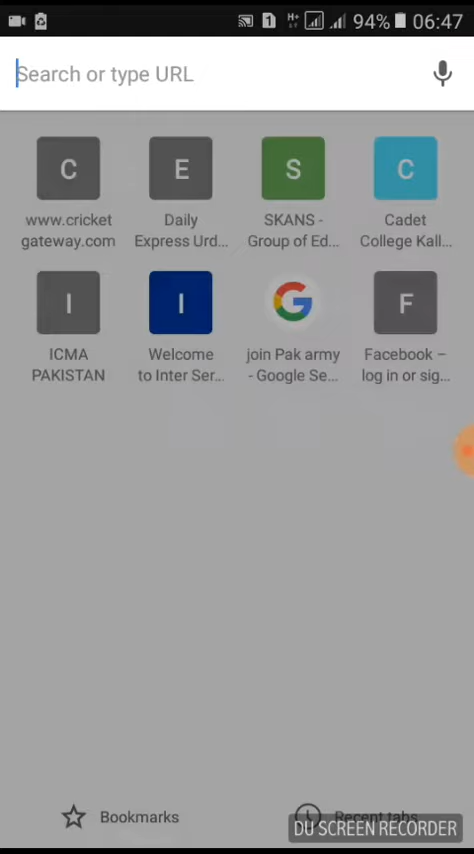 94% 06:47
Search or type URL
C E S C
www.cricket
gateway.com
Daily
Express Urd...
SKANS -
Group of Ed...
Cadet
College Kall...
I I G F
ICMA
PAKISTAN
Welcome
to Inter Ser...
join Pak army
- Google Se...
Facebook –
log in or sig...
Bookmarks
Recent tabs
DU SCREEN RECORDER